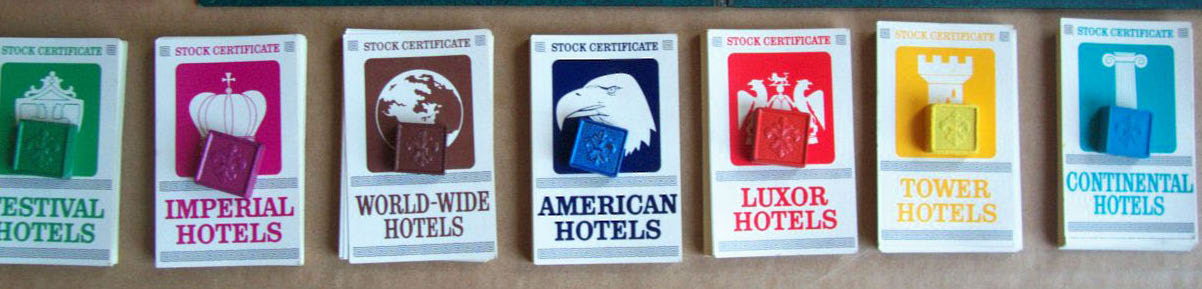 STOCK CERTIFICATE
HOTELS
STOCK CERTIFICATE
IMPERIAL
HOTELS
STOCK CERTIFICATE
WORLD-WIDE
HOTELS
STOCK CERTIFICATE
AMERICAN
HOTELS
STOCK CERTIFICATE
LUXOR
HOTELS
STOCK CERTIFICATE
TOWER
HOTELS
STOCK CERTIFICATE
CONTINENTAL
HOTELS